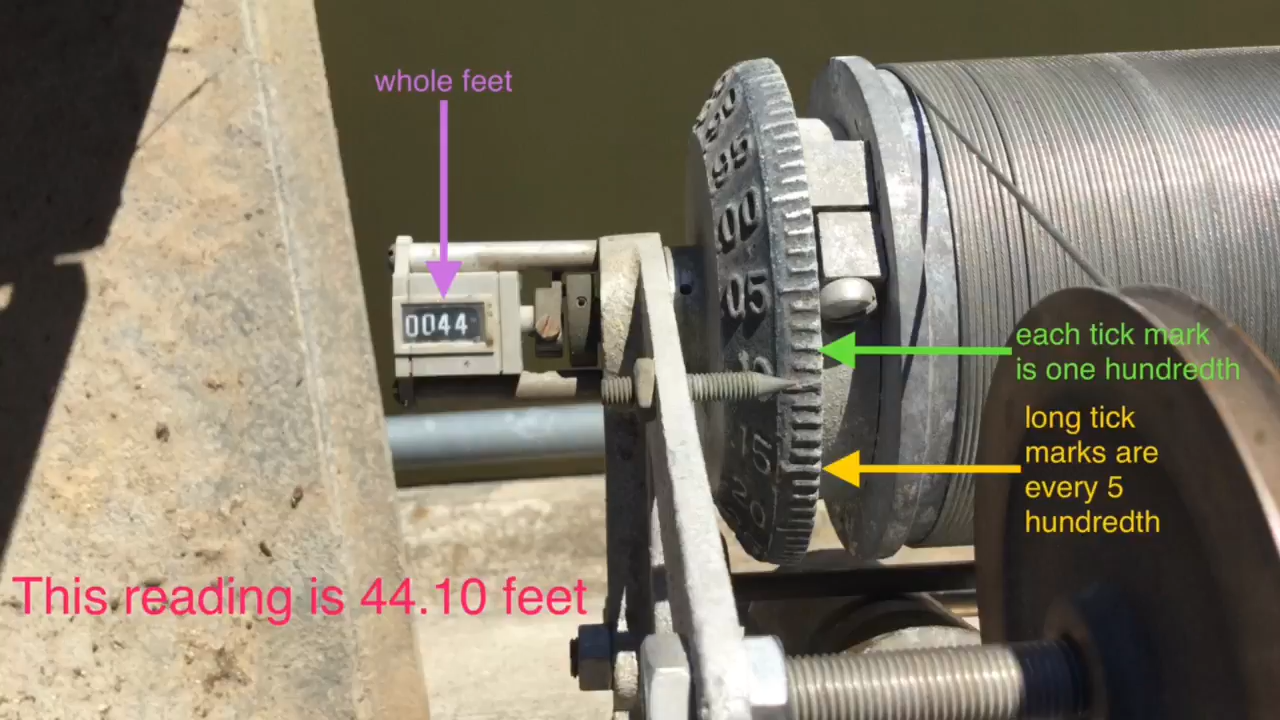 whole feet
0044
95
.00
.05
.15
20
each tick mark
is one hundredth
long tick
marks are
every 5
hundredth
This reading is 44.10 feet